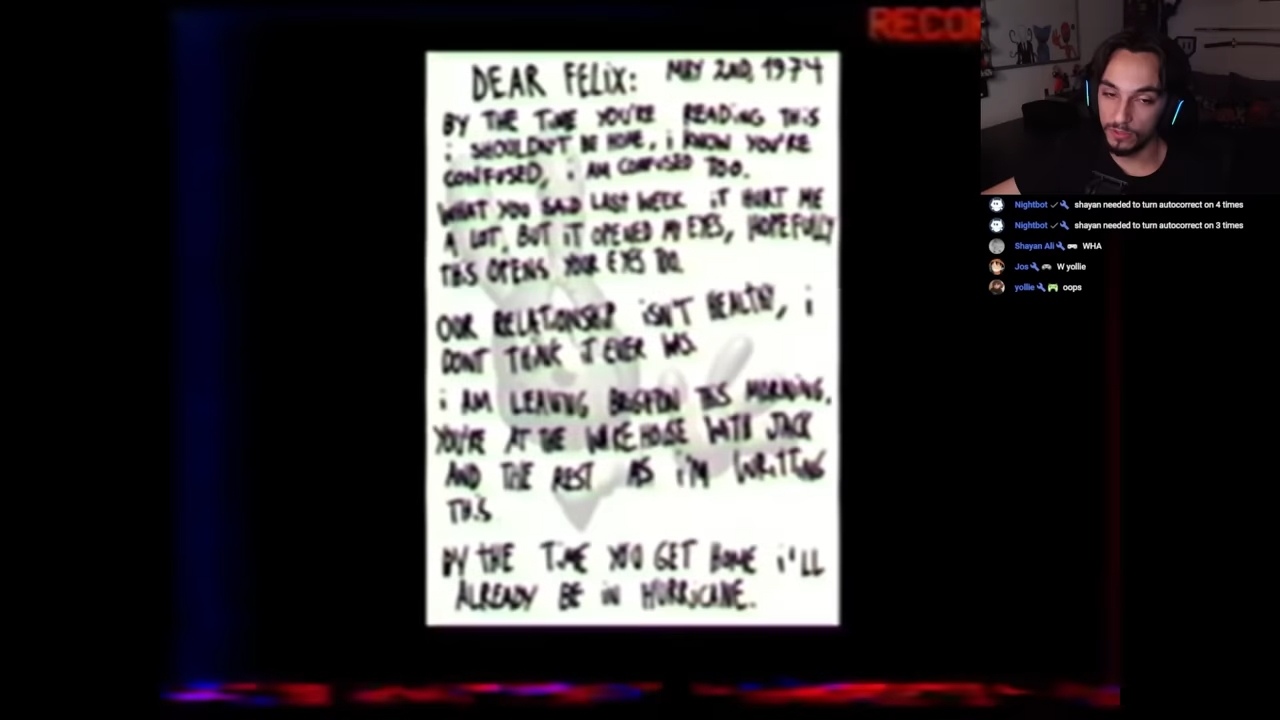 RECO
DEAR FELIX: MAY 2ND, 1974
BY THE TIME YOU'RE READING THIS
i SHOULDN'T BE HOME, i KNOW YOU'RE
CONFUSED, i AM CONFUSED TOO.
WHAT YOU SAID LAST WEEK IT HURT ME
A LOT, BUT IT OPENED MY EYES, HOPEFULLY
THIS OPENS YOUR EYES TOO.
OUR RELATIONSHIP ISN'T HEALTHY, i
DONT THINK IT EVER WAS.
i AM LEAVING BRIGHTON THIS MORNING.
YOU'RE AT THE WAREHOUSE WITH JACK
AND THE REST AS i'M WRITTING
THIS
BY THE TIME YOU GET HOME i'LL
ALREADY BE IN HURRICANE.
Nightbot shayan needed to turn autocorrect on 4 times
Nightbot shayan needed to turn autocorrect on 3 times
Shayan Ali WHA
Jos W yollie
yollie oops